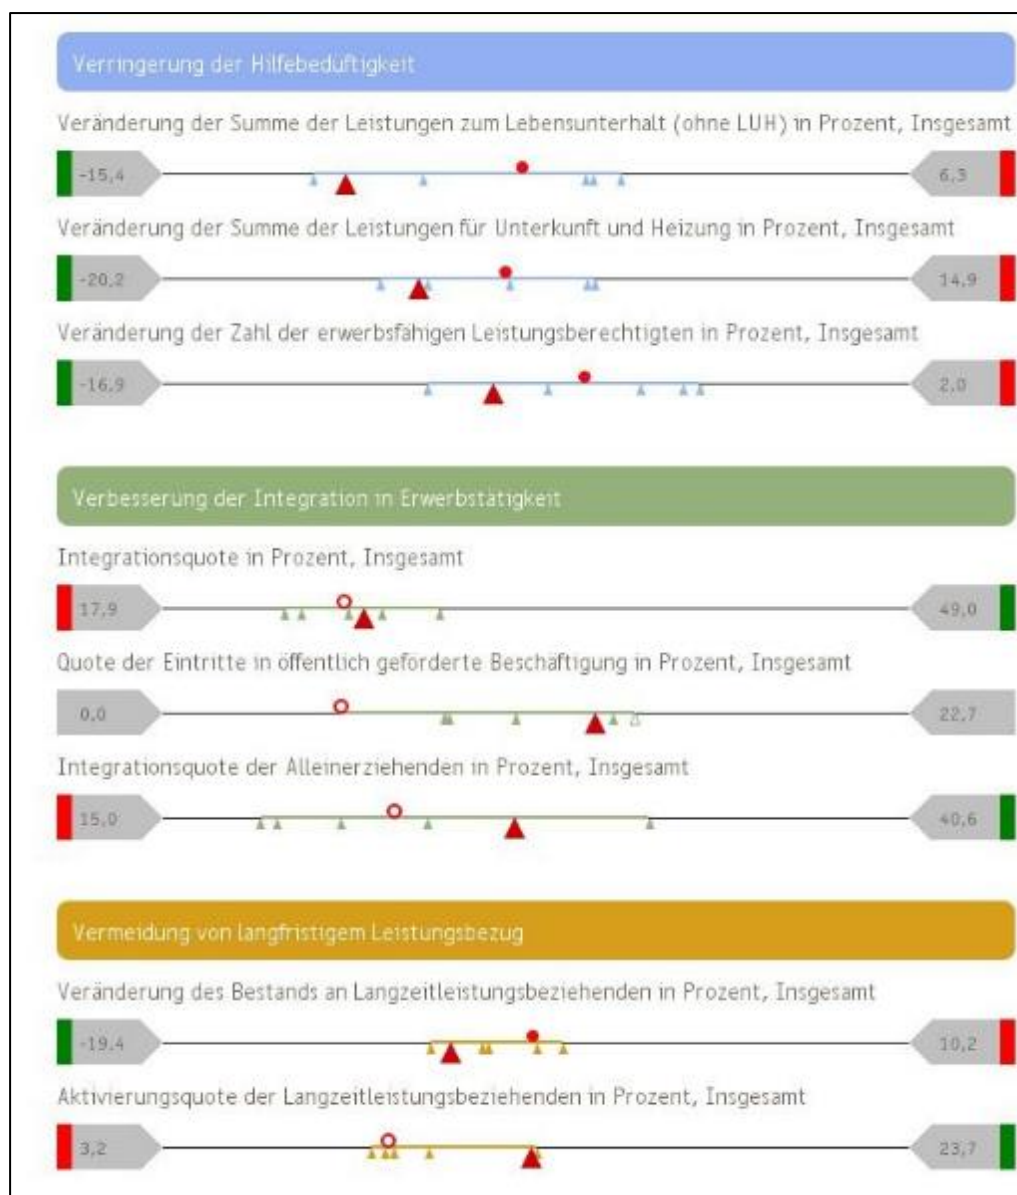 Verringerung der Hilfebedüftigkeit
Veränderung der Summe der Leistungen zum Lebensunterhalt (ohne LUH) in Prozent, Insgesamt
-15,4 6,3
Veränderung der Summe der Leistungen für Unterkunft und Heizung in Prozent, Insgesamt
-20,2 14,9
Veränderung der Zahl der erwerbsfähigen Leistungsberechtigten in Prozent, Insgesamt
-16,9 2,0
Verbesserung der Integration in Erwerbstätigkeit
Integrationsquote in Prozent, Insgesamt
17,9 49,0
Quote der Eintritte in öffentlich geförderte Beschäftigung in Prozent, Insgesamt
0,0 22,7
Integrationsquote der Alleinerziehenden in Prozent, Insgesamt
15,0 40,6
Vermeidung von langfristigem Leistungsbezug
Veränderung des Bestands an Langzeitleistungsbeziehenden in Prozent, Insgesamt
-19,4 10,2
Aktivierungsquote der Langzeitleistungsbeziehenden in Prozent, Insgesamt
3,2 23,7